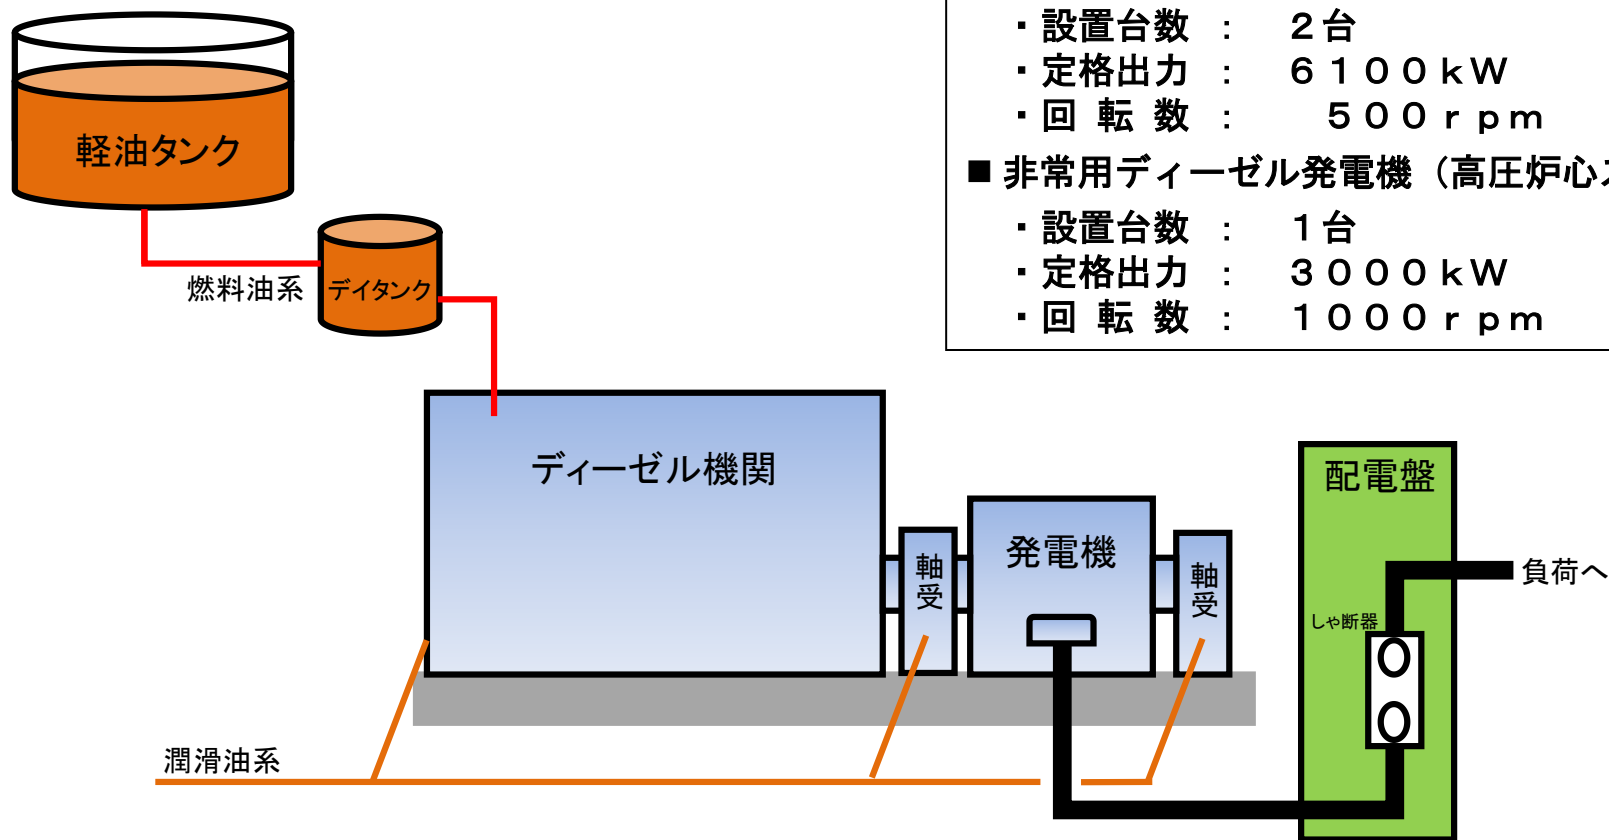 ・設置台数 ： ２台
・定格出力 ： ６１００ｋＷ
・回 転 数 ： ５００ｒｐｍ
■ 非常用ディーゼル発電機（高圧炉心
・設置台数 ： １台
・定格出力 ： ３０００ｋＷ
・回 転 数 ： １０００ｒｐｍ
軽油タンク
燃料油系
デイタンク
ディーゼル機関
軸受
発電機
軸受
配電盤
負荷へ
しゃ断器
潤滑油系